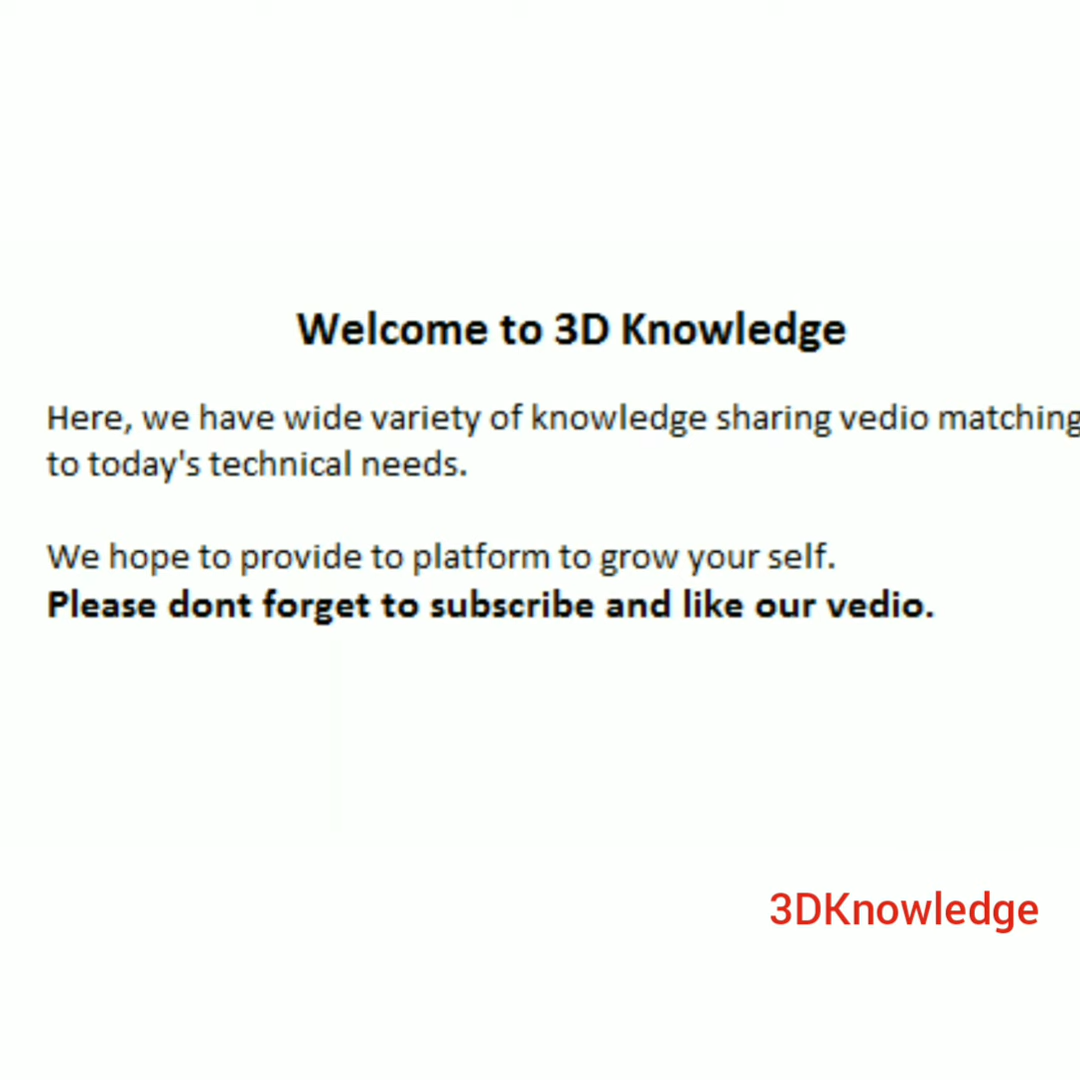 Welcome to 3D Knowledge
Here, we have wide variety of knowledge sharing vedio matching
to today's technical needs.
We hope to provide to platform to grow your self.
Please dont forget to subscribe and like our vedio.
3DKnowledge